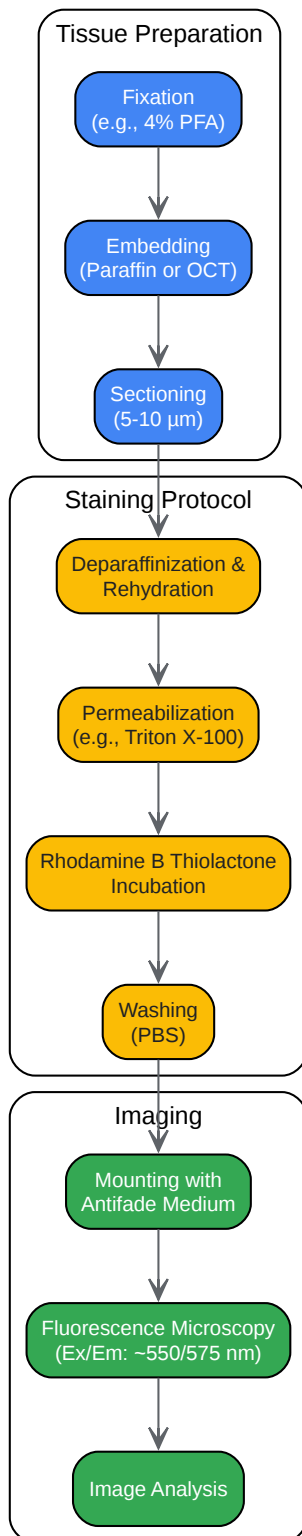 Tissue Preparation
Fixation
(e.g., 4% PFA)
Embedding
(Paraffin or OCT)
Sectioning
(5-10 µm)
Staining Protocol
Deparaffinization &
Rehydration
Permeabilization
(e.g., Triton X-100)
Rhodamine B Thiolactone
Incubation
Washing
(PBS)
Imaging
Mounting with
Antifade Medium
Fluorescence Microscopy
(Ex/Em: ~550/575 nm)
Image Analysis